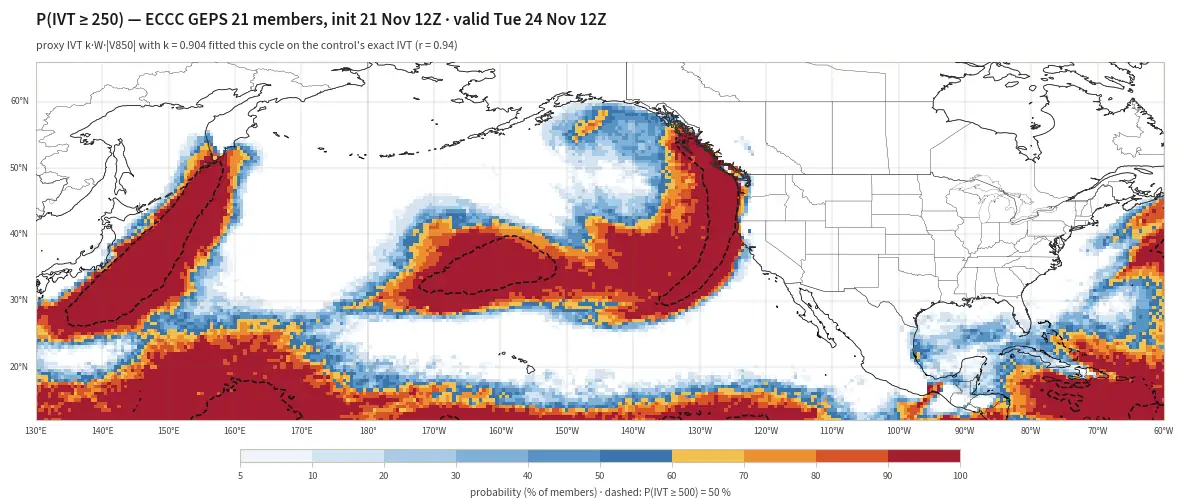 P(IVT ≥ 250) — ECCC GEPS 21 members, init 21 Nov 12Z · valid Tue 24 Nov 12Z
proxy IVT k·W·|V850| with k = 0.904 fitted this cycle on the control's exact IVT (r = 0.94)
60°N
50°N
40°N
30°N
20°N
130°E 140°E 150°E 160°E 170°E 180° 170°W 160°W 150°W 140°W 130°W 120°W 110°W 100°W 90°W 80°W 70°W 60°W
5 10 20 30 40 50 60 70 80 90 100
probability (% of members) · dashed: P(IVT ≥ 500) = 50 %